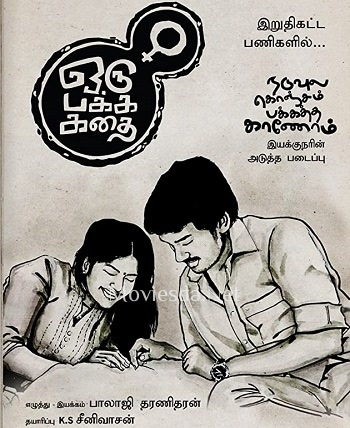 ஒரு
பக்க
கதை
இறுதிகட்ட
பணிகளில்...
நடுவுல
கொஞ்சம்
பக்கத்த
காணோம்
இயக்குநரின்
அடுத்த படைப்பு
எழுத்து - இயக்கம் பாலாஜி தரணிதரன்
தயாரிப்பு K.S சீனிவாசன்